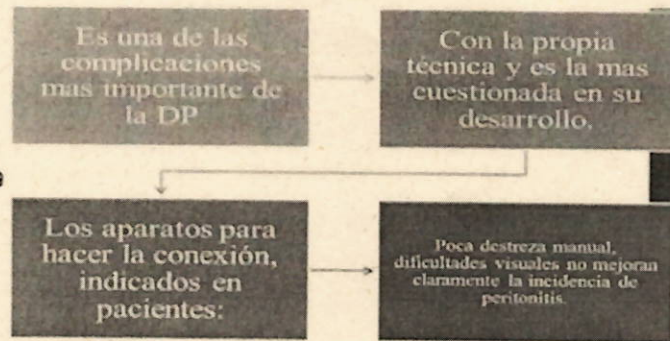 Es una de las
complicaciones
mas importante de
la DP
Con la propia
técnica y es la mas
cuestionada en su
desarrollo.
Los aparatos para
hacer la conexión,
indicados en
pacientes:
Poca destreza manual,
dificultades visuales no mejoran
claramente la incidencia de
peritonitis.